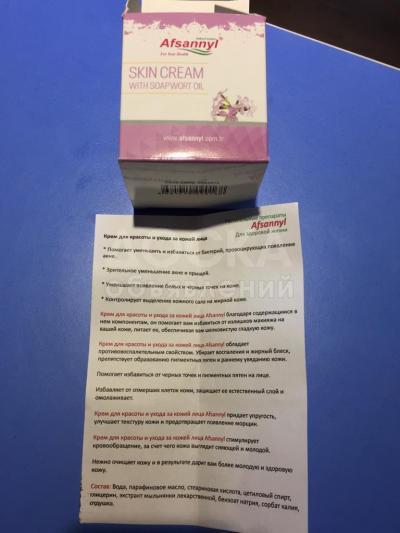 Afsannyl®
For Your Health
SKIN CREAM
WITH SOAPWORT OIL
www.afsannyl.com.tr
препараты
Afsannyl
Для здоровой жизни
Крем для красоты и ухода за кожей лица
* Помогает уменьшить и избавиться от бактерий, провоцирующих появление
акне.
* Зрительное уменьшение акне и прыщей.
* Уменьшает появление белых и черных точек на коже
* Контролирует выделение кожного сала на жирной коже.
объявлений
Крем для красоты и ухода за кожей лица Afsannyl благодаря содержащимся в
нем компонентам, он помогает вам избавиться от излишков макияжа на
вашей коже, питает ее, обеспечивая вам шелковистую гладкую кожу.
Крем для красоты и ухода за кожей лица Afsannyl обладает
противовоспалительным свойством. Убирает воспаления и жирный блеск,
препятствует образованию пигментных пятен и раннему увяданию кожи.
Помогает избавиться от черных точек и пигментных пятен на лице.
Избавляет от отмерших клеток кожи, защищает ее естественный слой и
омолаживает.
Крем для красоты и ухода за кожей лица Afsannyl придает упругость,
улучшает текстуру кожи и предотвращает появление морщин.
Крем для красоты и ухода за кожей лица Afsannyl стимулирует
кровообращение, за счет чего кожа выглядит сияющей и молодой.
Нежно очищает кожу и в результате дарит вам более молодую и здоровую
кожу.
Состав: Вода, парафиновое масло, стеариновая кислота, цетиловый спирт,
глицерин, экстракт мыльнянки лекарственной, бензоат натрия, сорбат калия,
отдушка.